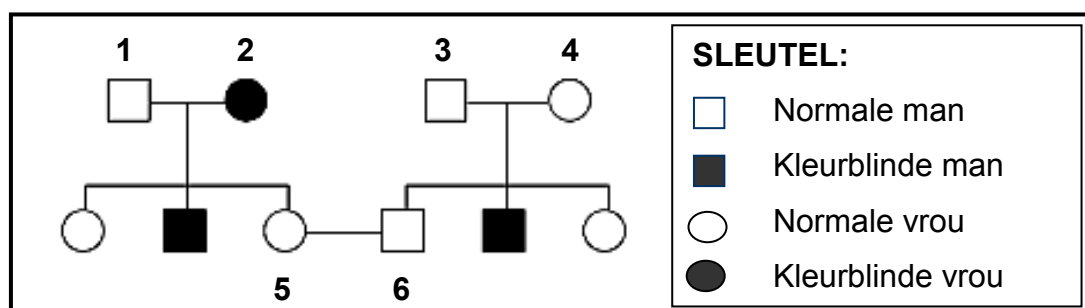 1 2 3 4
5 6
SLEUTEL:
Normale man
Kleurblinde man
Normale vrou
Kleurblinde vrou